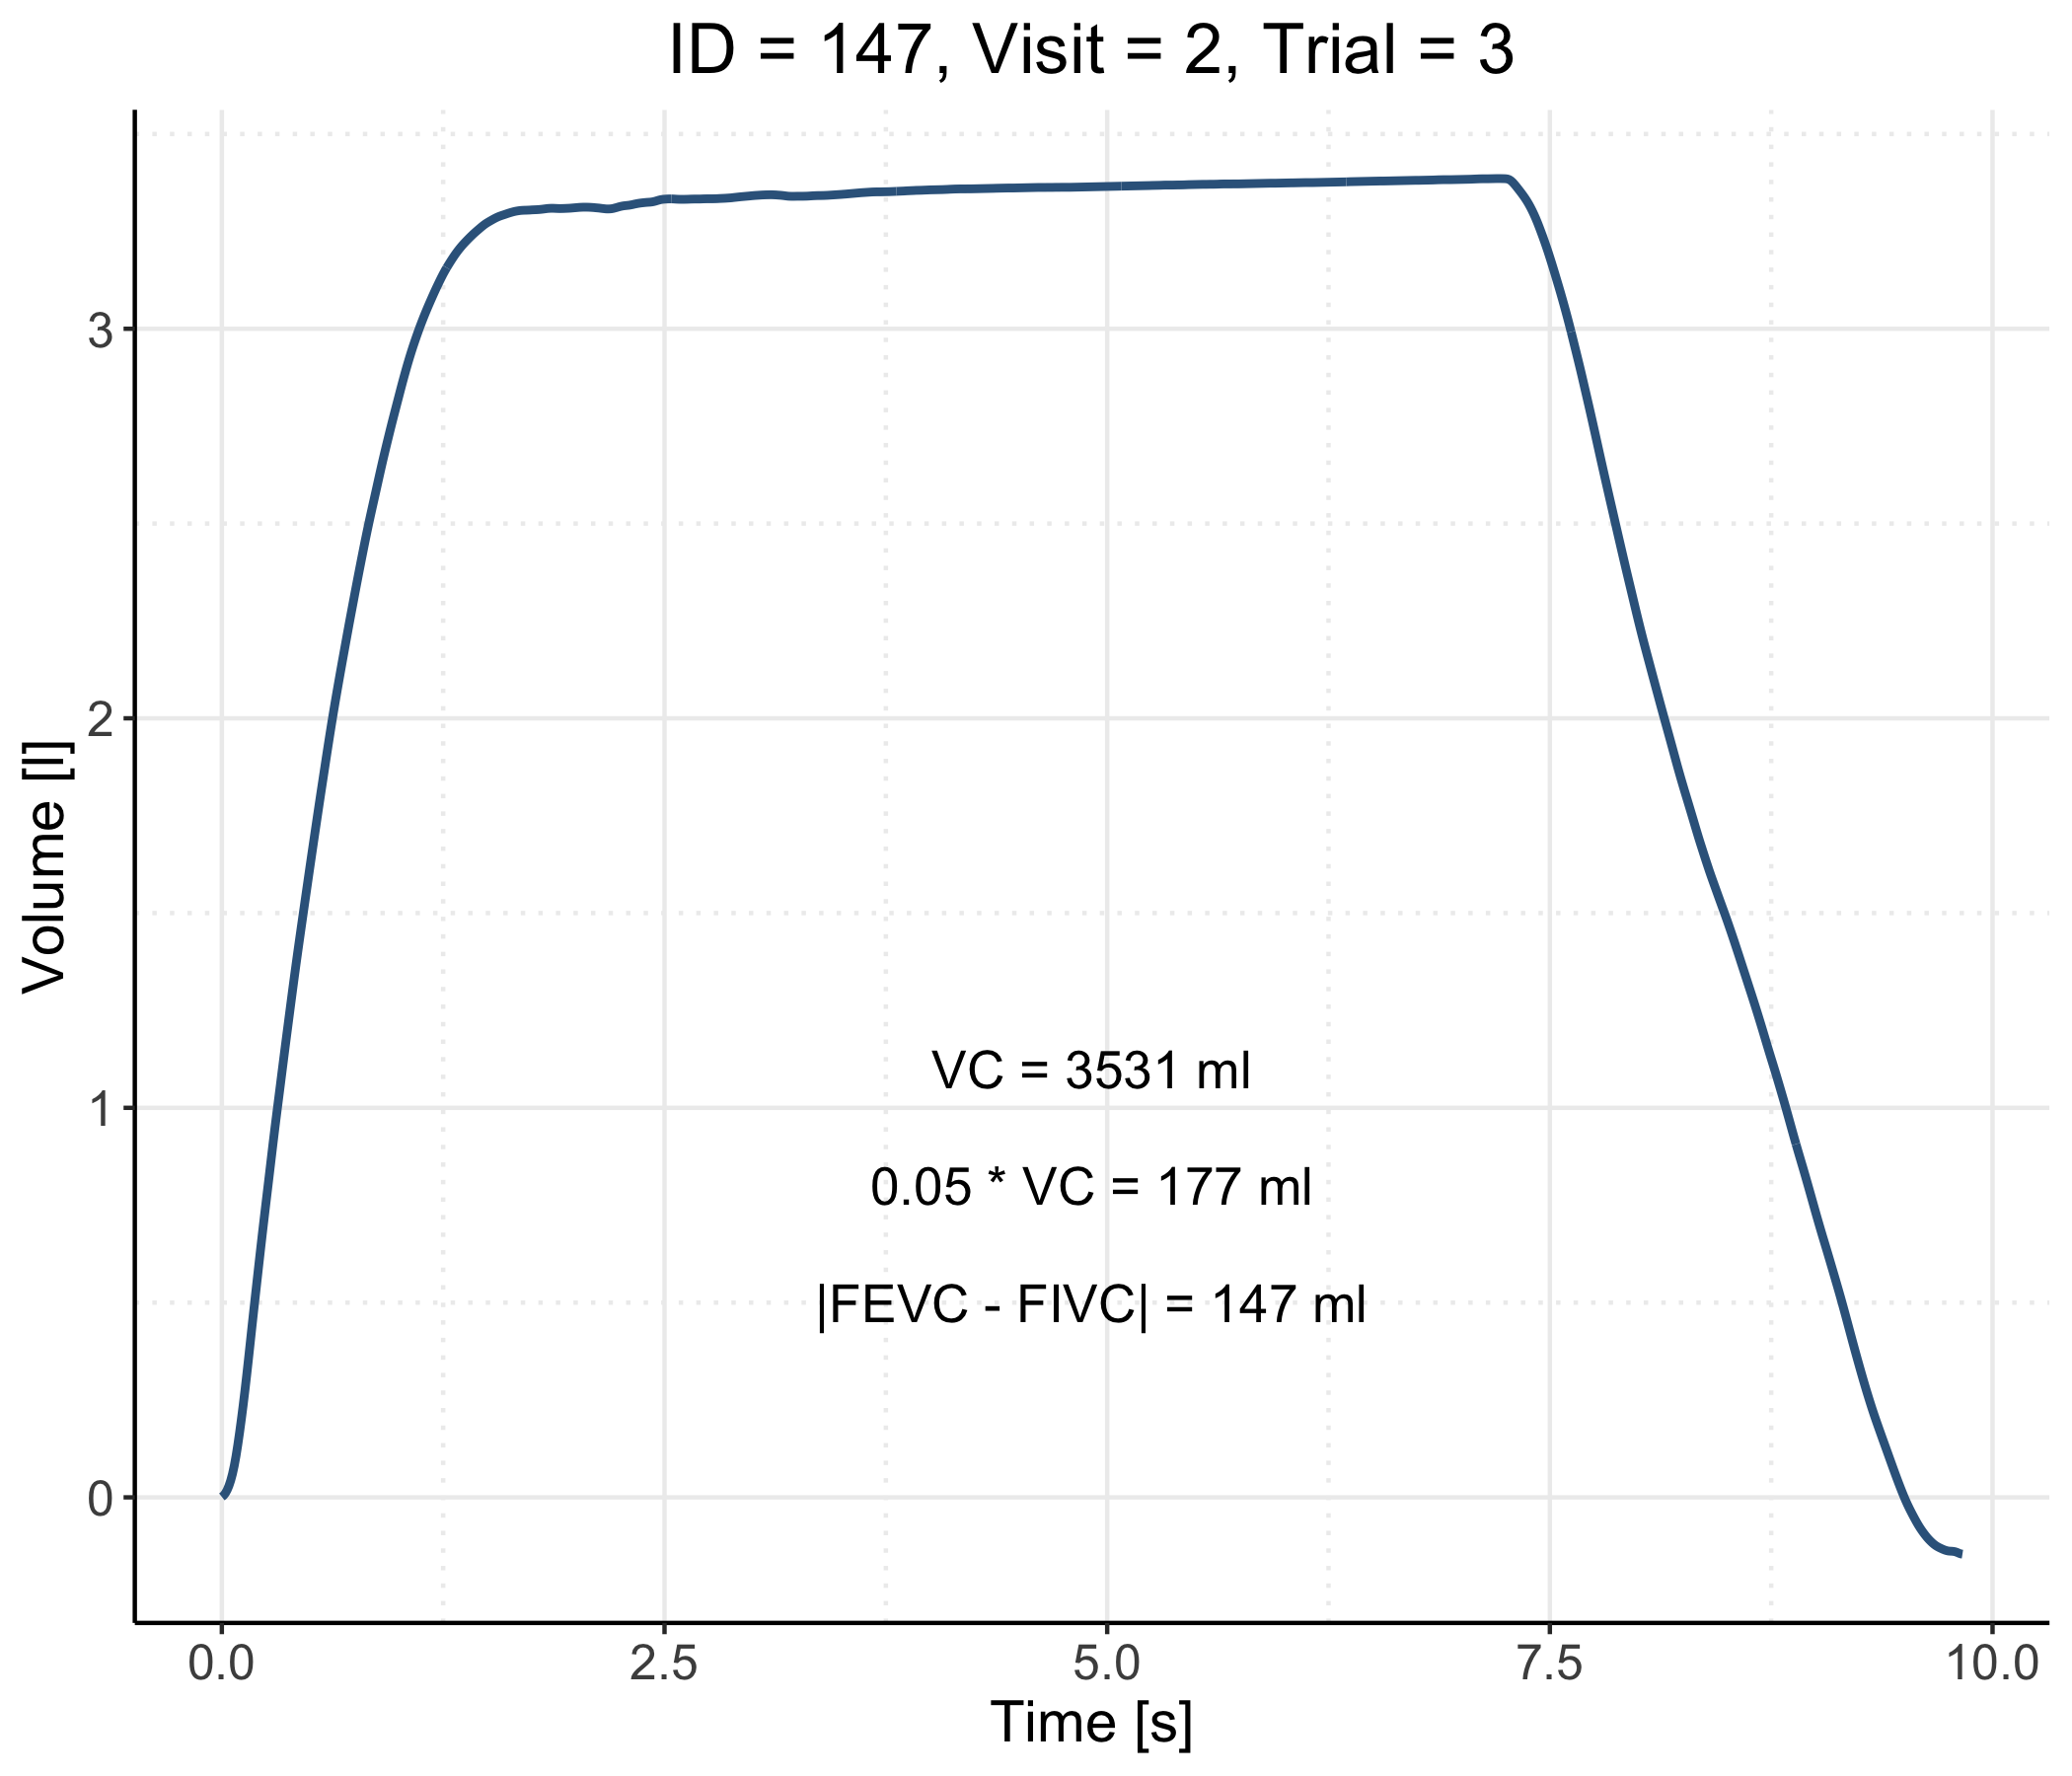 ID = 147, Visit = 2, Trial = 3
Volume [l]
3
2
1
0
VC = 3531 ml
0.05 * VC = 177 ml
|FEVC - FIVC| = 147 ml
0.0 2.5 5.0 7.5 10.0
Time [s]